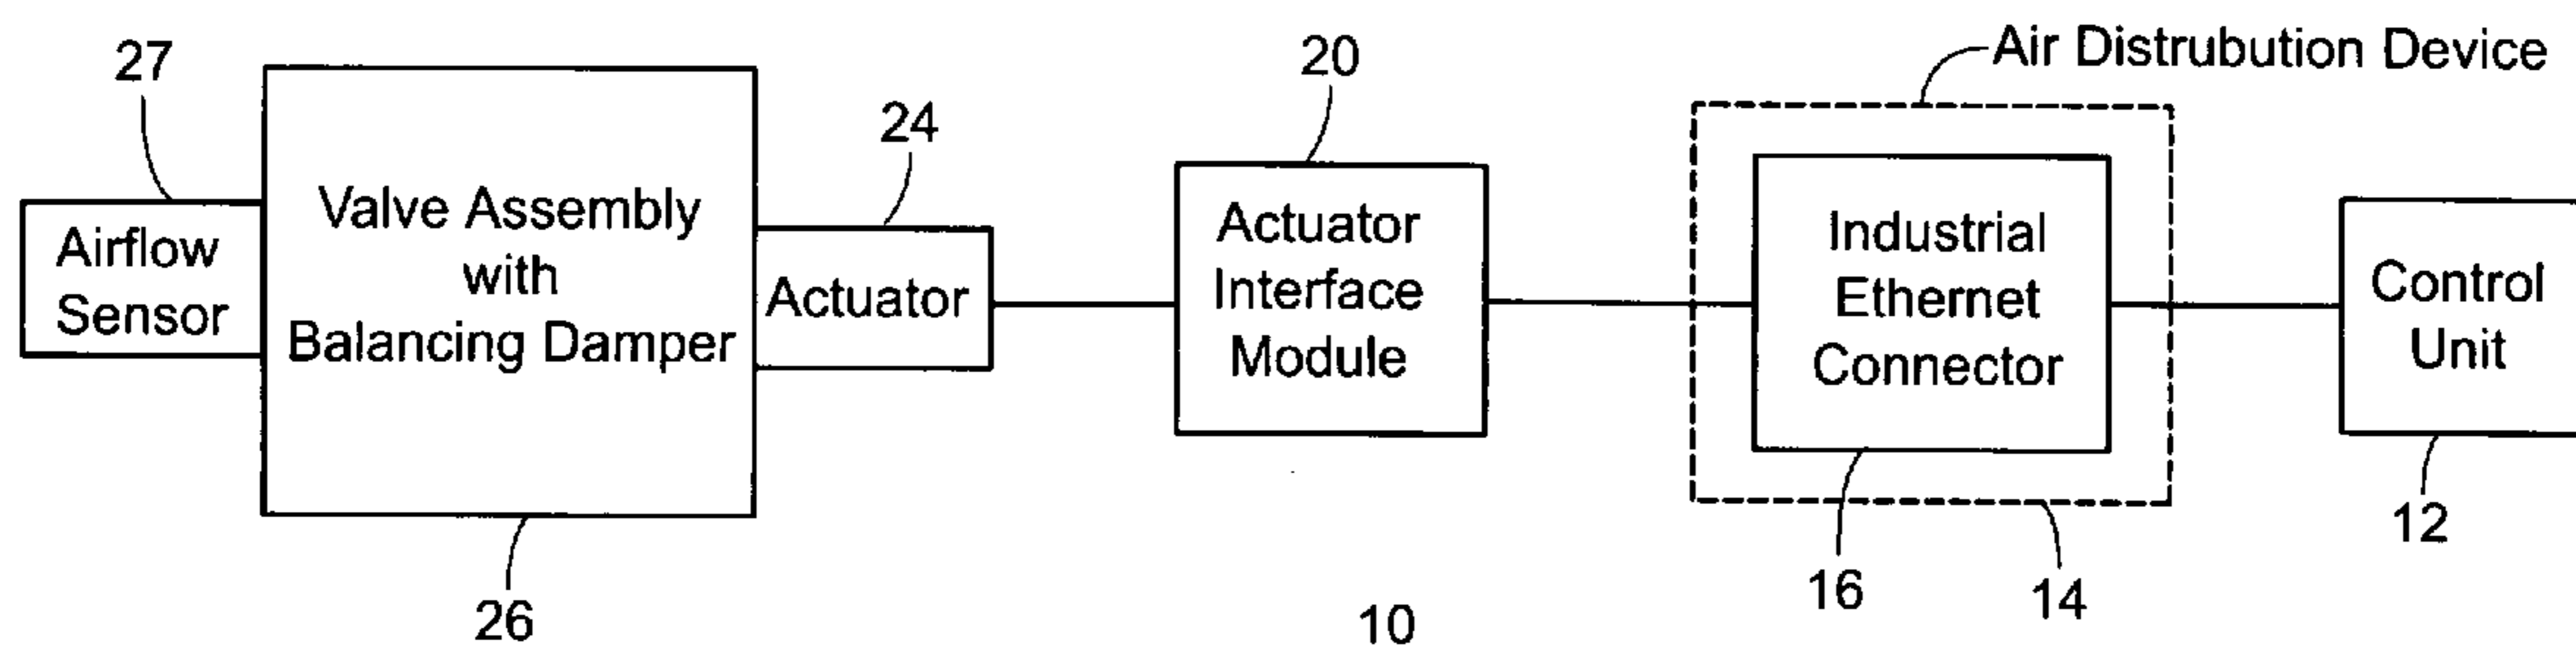 27
Airflow
Sensor
Valve Assembly
with
Balancing Damper
26
24
Actuator
20
Actuator
Interface
Module
10
Air Distrubution Device
Industrial
Ethernet
Connector
16
14
Control
Unit
12